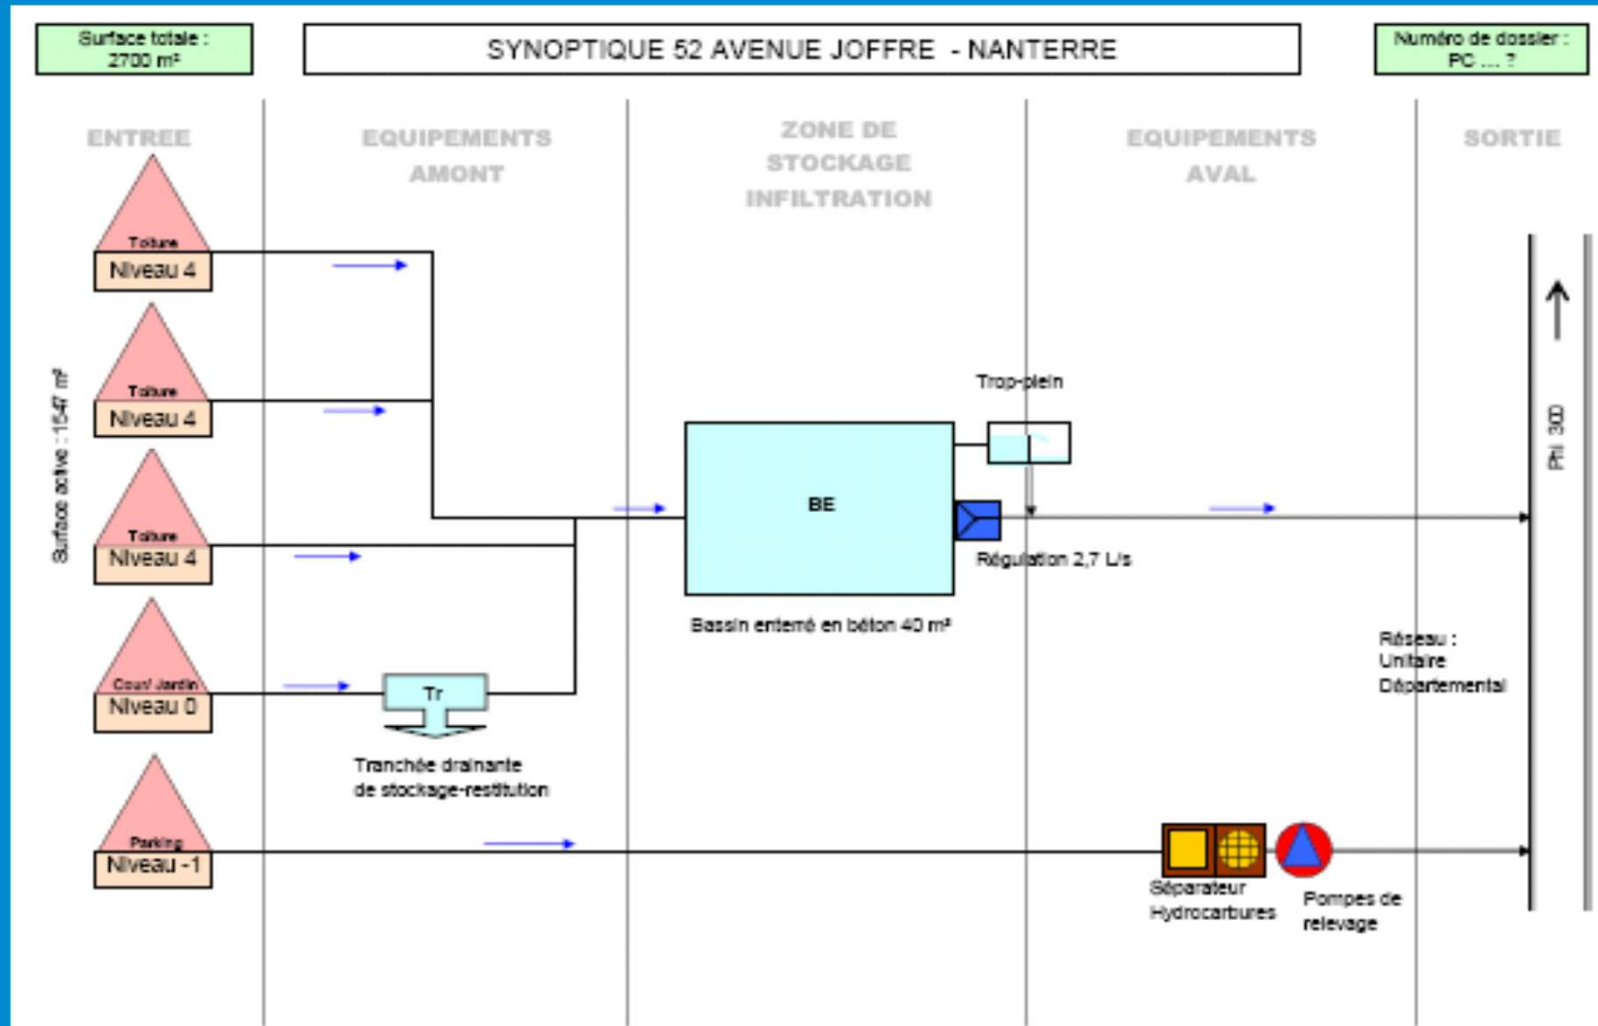 Surface totale :
2700 m²
SYNOPTIQUE 52 AVENUE JOFFRE - NANTERRE
Numéro de dossier :
PC .... ?
ENTREE
EQUIPEMENTS
AMONT
ZONE DE
STOCKAGE
INFILTRATION
EQUIPEMENTS
AVAL
SORTIE
Surface active : 1547 m²
Toiture
Niveau 4
Toiture
Niveau 4
Toiture
Niveau 4
Cour/ Jardin
Niveau 0
Parking
Niveau -1
Tr
Tranchée drainante
de stockage-restitution
BE
Bassin enterré en béton 40 m³
Trop-plein
Régulation 2,7 L/s
Séparateur
Hydrocarbures
Pompes de
relevage
Réseau :
Unitaire
Départemental
Phi 300